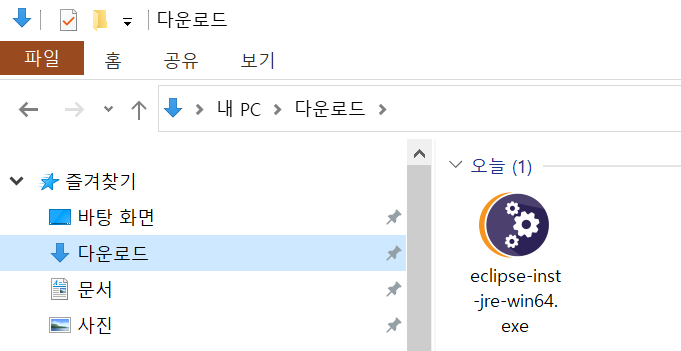 다운로드
파일 홈 공유 보기
내 PC 다운로드
즐겨찾기
바탕 화면
다운로드
문서
사진
오늘 (1)
eclipse-inst
-jre-win64.
exe